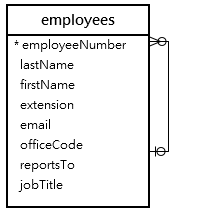 employees
* employeeNumber
lastName
firstName
extension
email
officeCode
reportsTo
jobTitle